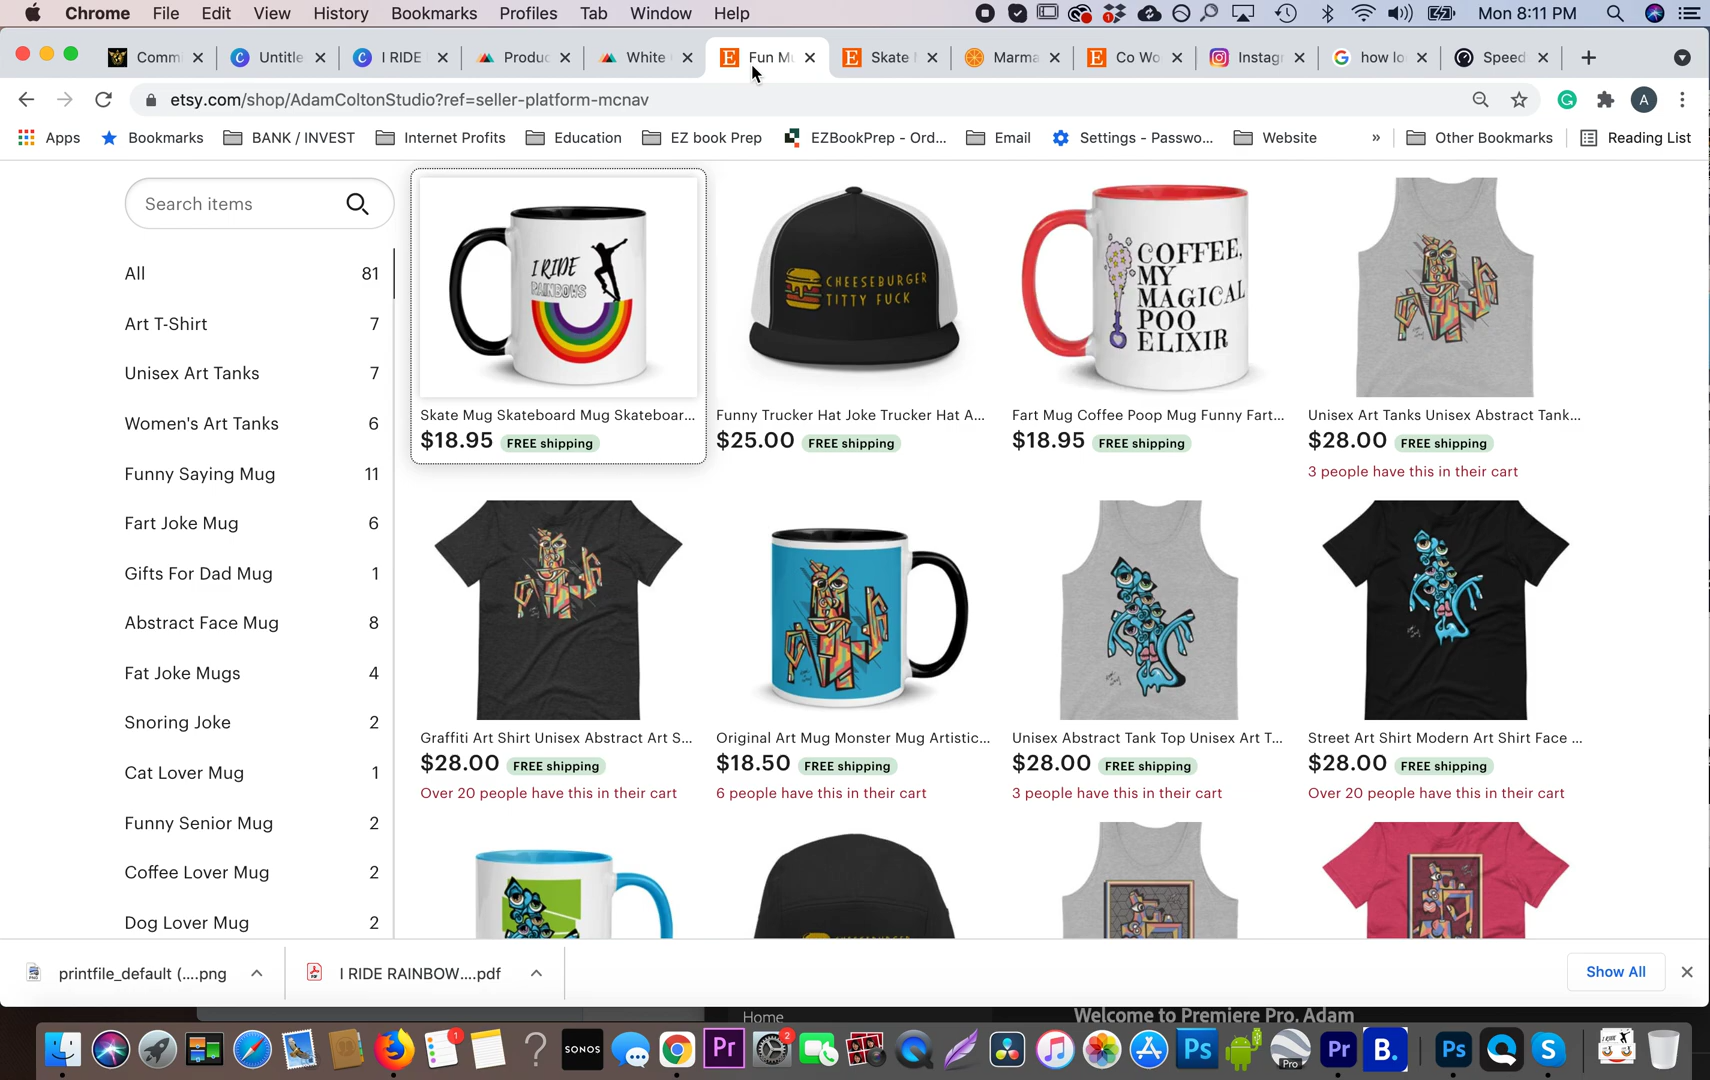 Chrome File Edit View History Bookmarks Profiles Tab Window Help Mon 8:11 PM
Comm Untitle I RIDE Produc White Fun Mu Skate Marma Co Wo Instagr how lo Speed
etsy.com/shop/AdamColtonStudio?ref=seller-platform-mcnav
A
Apps Bookmarks BANK / INVEST Internet Profits Education EZ book Prep EZBookPrep - Ord... Email Settings - Passwo... Website » Other Bookmarks Reading List
Search items
All 81
Art T-Shirt 7
Unisex Art Tanks 7
Women's Art Tanks 6
Funny Saying Mug 11
Fart Joke Mug 6
Gifts For Dad Mug 1
Abstract Face Mug 8
Fat Joke Mugs 4
Snoring Joke 2
Cat Lover Mug 1
Funny Senior Mug 2
Coffee Lover Mug 2
Dog Lover Mug 2
I RIDE
RAINBOWS
CHEESEBURGER
TITTY FUCK
COFFEE,
MY
MAGICAL
POO
ELIXIR
Skate Mug Skateboard Mug Skateboar...
$18.95 FREE shipping
Funny Trucker Hat Joke Trucker Hat A...
$25.00 FREE shipping
Fart Mug Coffee Poop Mug Funny Fart...
$18.95 FREE shipping
Unisex Art Tanks Unisex Abstract Tank...
$28.00 FREE shipping
3 people have this in their cart
Graffiti Art Shirt Unisex Abstract Art S...
$28.00 FREE shipping
Over 20 people have this in their cart
Original Art Mug Monster Mug Artistic...
$18.50 FREE shipping
6 people have this in their cart
Unisex Abstract Tank Top Unisex Art T...
$28.00 FREE shipping
3 people have this in their cart
Street Art Shirt Modern Art Shirt Face ...
$28.00 FREE shipping
Over 20 people have this in their cart
printfile_default (....png
I RIDE RAINBOW....pdf
Show All
Home
Welcome to Premiere Pro, Adam
SONOS
Pr
Ps
Pro
Pr
B.
Ps